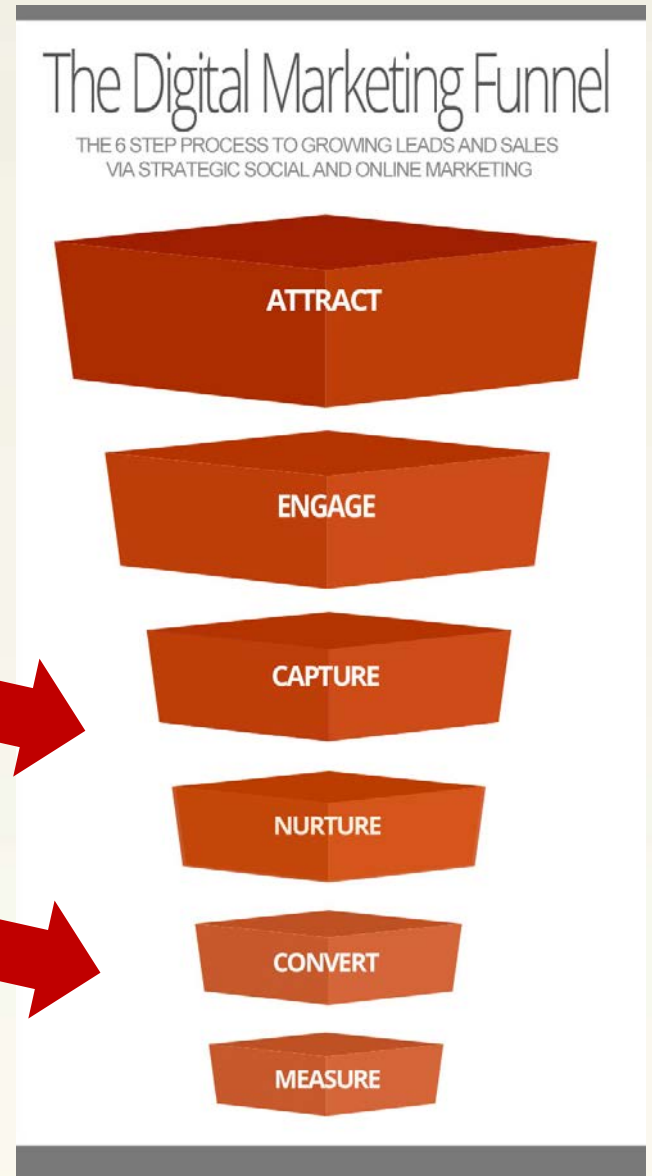 The Digital Marketing Funnel
THE 6 STEP PROCESS TO GROWING LEADS AND SALES
VIA STRATEGIC SOCIAL AND ONLINE MARKETING
ATTRACT
ENGAGE
CAPTURE
NURTURE
CONVERT
MEASURE